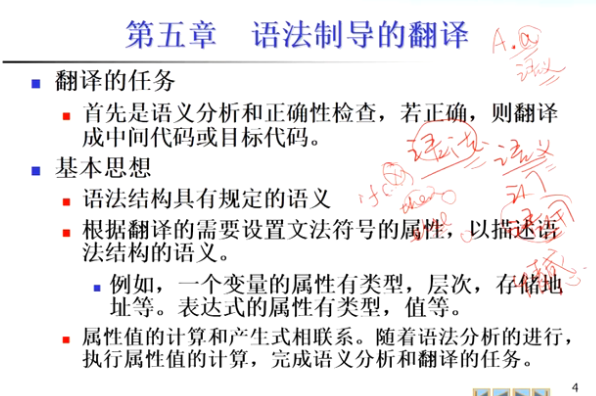 第五章 语法制导的翻译
A.a
语义
翻译的任务
首先是语义分析和正确性检查，若正确，则翻译
成中间代码或目标代码。
语法 语义
基本思想
语法结构具有规定的语义
根据翻译的需要设置文法符号的属性，以描述语
法结构的语义。
例如，一个变量的属性有类型，层次，存储地
址等。表达式的属性有类型，值等。
属性值的计算和产生式相联系。随着语法分析的进行，
执行属性值的计算，完成语义分析和翻译的任务。
4